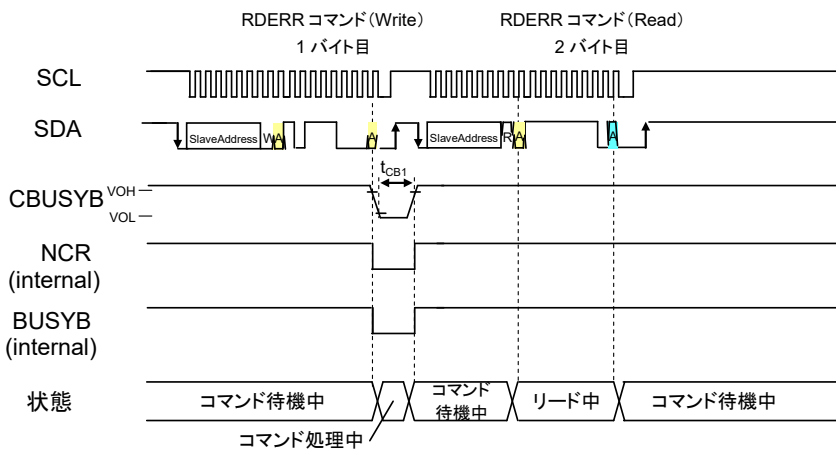 RDERR コマンド（Write）
1 バイト目
RDERR コマンド（Read）
2 バイト目
SCL
SDA
SlaveAddress
W
A
A
SlaveAddress
R
A
A
tCB1
CBUSYB
VOH
VOL
NCR
(internal)
BUSYB
(internal)
状態
コマンド待機中
コマンド
待機中
リード中
コマンド待機中
コマンド処理中